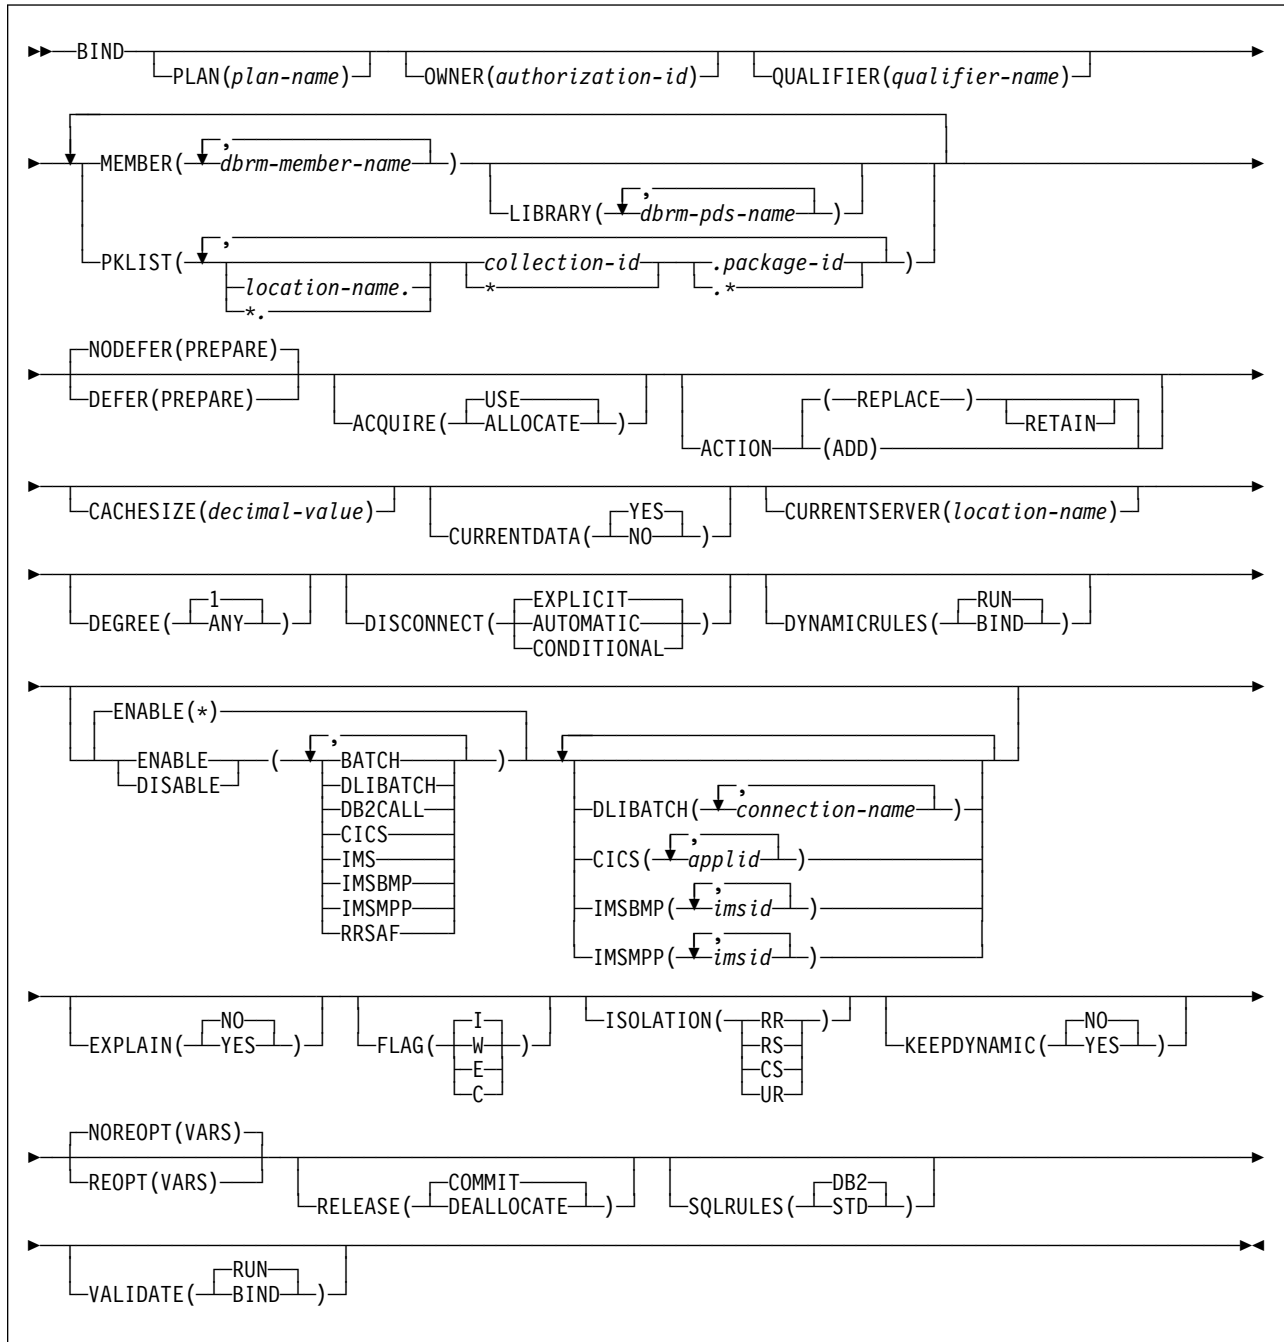 BIND
PLAN(plan-name) OWNER(authorization-id) QUALIFIER(qualifier-name)
,
MEMBER( dbrm-member-name )
,
LIBRARY( dbrm-pds-name )
,
PKLIST( collection-id .package-id )
location-name. * .*
*.
NODEFER(PREPARE)
DEFER(PREPARE) USE ( REPLACE )
ACQUIRE( ALLOCATE ) RETAIN
ACTION (ADD)
CACHESIZE(decimal-value) YES CURRENTSERVER(location-name)
CURRENTDATA( NO )
1 EXPLICIT RUN
DEGREE( ANY ) DISCONNECT( AUTOMATIC ) DYNAMICRULES( BIND )
CONDITIONAL
ENABLE(*)
,
ENABLE ( BATCH )
DISABLE DLIBATCH ,
DB2CALL DLIBATCH( connection-name )
CICS ,
IMS CICS( applid )
IMSBMP ,
IMSMPP IMSBMP( imsid )
RRSAF ,
IMSMPP( imsid )
NO I ISOLATION( RR ) NO
EXPLAIN( YES ) FLAG( W ) RS KEEPDYNAMIC( YES )
E CS
C UR
NOREOPT(VARS)
REOPT(VARS) COMMIT DB2
RELEASE( DEALLOCATE ) SQLRULES( STD )
RUN
VALIDATE( BIND )